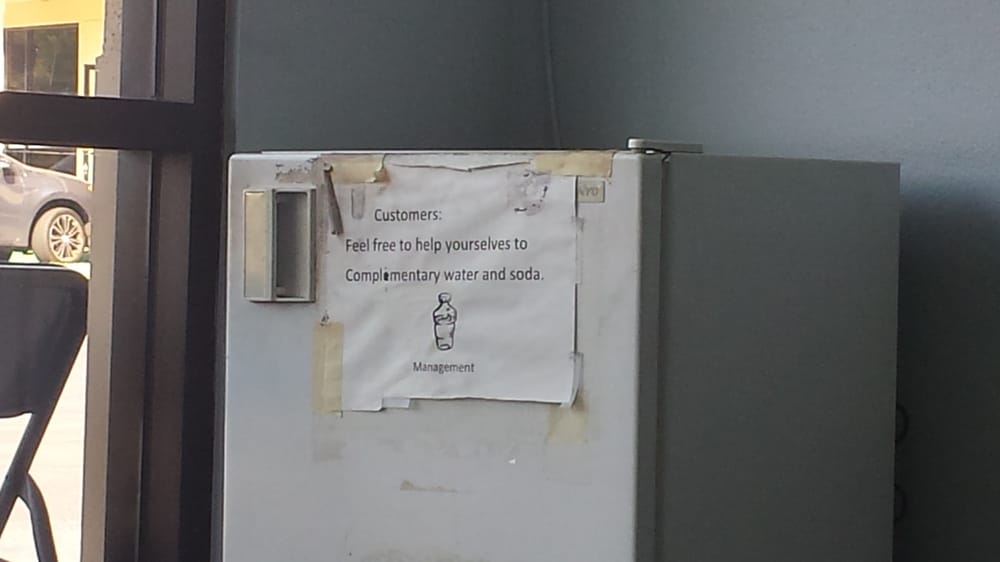 Customers:
Feel free to help yourselves to
Complimentary water and soda.
Management